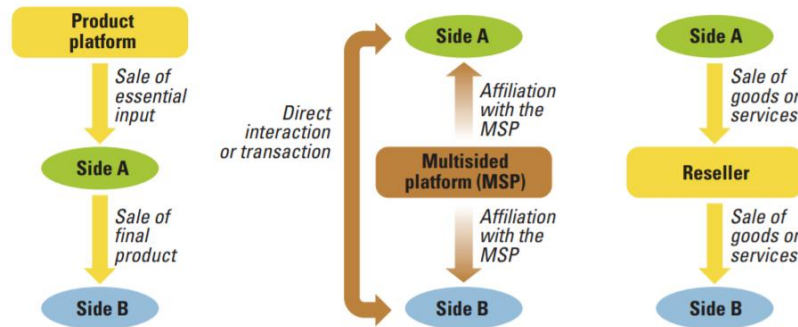 Product
platform
Sale of
essential
input
Side A
Sale of
final
product
Side B
Direct
interaction
or transaction
Side A
Affiliation
with the
MSP
Multisided
platform (MSP)
Affiliation
with the
MSP
Side B
Side A
Sale of
goods or
services
Reseller
Sale of
goods or
services
Side B